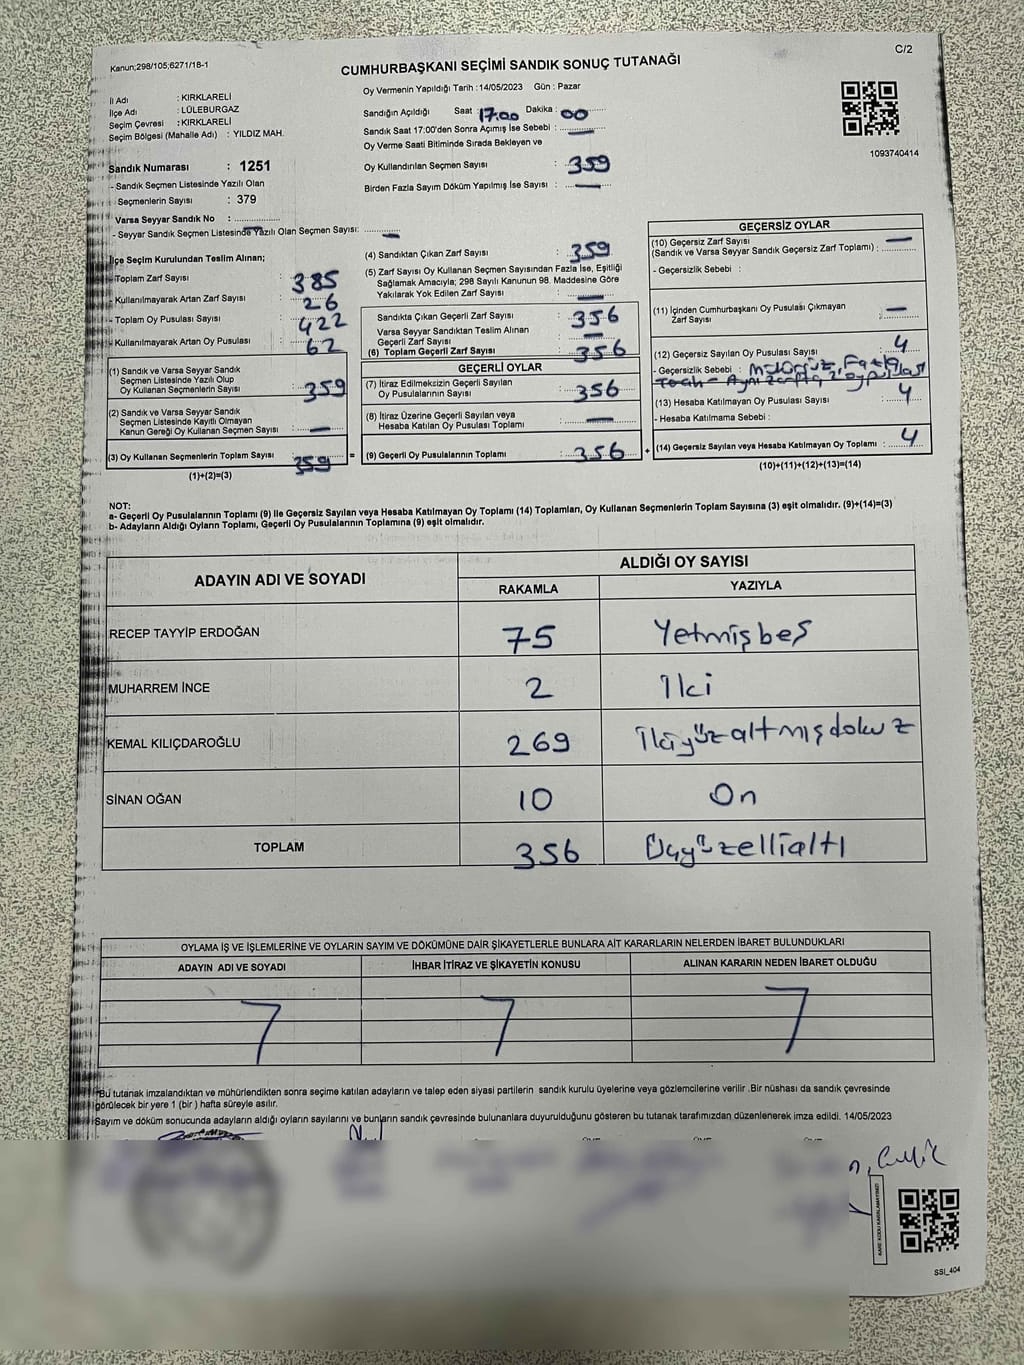 Kanun;298/105;6271/18-1
C/2
CUMHURBAŞKANI SEÇİMİ SANDIK SONUÇ TUTANAĞI
İl Adı : KIRKLARELİ
İlçe Adı : LÜLEBURGAZ
Seçim Çevresi : KIRKLARELİ
Seçim Bölgesi (Mahalle Adı) : YILDIZ MAH.
Sandık Numarası : 1251
- Sandık Seçmen Listesinde Yazılı Olan
Seçmenlerin Sayısı : 379
Varsa Seyyar Sandık No : —
- Seyyar Sandık Seçmen Listesinde Yazılı Olan Seçmen Sayısı: —
Oy Vermenin Yapıldığı Tarih :14/05/2023 Gün : Pazar
Sandığın Açıldığı Saat : 17.00 Dakika : 00
Sandık Saat 17:00'den Sonra Açımış İse Sebebi : —
Oy Verme Saati Bitiminde Sırada Bekleyen ve
Oy Kullandırılan Seçmen Sayısı : 359
Birden Fazla Sayım Döküm Yapılmış İse Sayısı : —
1093740414
İlçe Seçim Kurulundan Teslim Alınan;
- Toplam Zarf Sayısı : 385
- Kullanılmayarak Artan Zarf Sayısı : 26
- Toplam Oy Pusulası Sayısı : 422
- Kullanılmayarak Artan Oy Pusulası : 62
(1) Sandık ve Varsa Seyyar Sandık
Seçmen Listesinde Yazılı Olup
Oy Kullanan Seçmenlerin Sayısı : 359
(2) Sandık ve Varsa Seyyar Sandık
Seçmen Listesinde Kayıtlı Olmayan
Kanun Gereği Oy Kullanan Seçmen Sayısı : —
(3) Oy Kullanan Seçmenlerin Toplam Sayısı : 359
(1)+(2)=(3)
(4) Sandıktan Çıkan Zarf Sayısı : 359
(5) Zarf Sayısı Oy Kullanan Seçmen Sayısından Fazla İse, Eşitliği
Sağlamak Amacıyla; 298 Sayılı Kanunun 98. Maddesine Göre
Yakılarak Yok Edilen Zarf Sayısı : —
Sandıkta Çıkan Geçerli Zarf Sayısı : 356
Varsa Seyyar Sandıktan Teslim Alınan
Geçerli Zarf Sayısı : —
(6) Toplam Geçerli Zarf Sayısı : 356
GEÇERLİ OYLAR
(7) İtiraz Edilmeksizin Geçerli Sayılan
Oy Pusulalarının Sayısı : 356
(8) İtiraz Üzerine Geçerli Sayılan veya
Hesaba Katılan Oy Pusulası Toplamı : —
= (9) Geçerli Oy Pusulalarının Toplamı : 356
GEÇERSİZ OYLAR
(10) Geçersiz Zarf Sayısı
(Sandık ve Varsa Seyyar Sandık Geçersiz Zarf Toplamı) : —
- Geçersizlik Sebebi :
(11) İçinden Cumhurbaşkanı Oy Pusulası Çıkmayan
Zarf Sayısı : —
(12) Geçersiz Sayılan Oy Pusulası Sayısı : 4
- Geçersizlik Sebebi : Mühürsüz, Fazla
Tercih - Aynı zarfta 2 oy pusulası
(13) Hesaba Katılmayan Oy Pusulası Sayısı : 4
- Hesaba Katılmama Sebebi :
+ (14) Geçersiz Sayılan veya Hesaba Katılmayan Oy Toplamı : 4
(10)+(11)+(12)+(13)=(14)
NOT:
a- Geçerli Oy Pusulalarının Toplamı (9) ile Geçersiz Sayılan veya Hesaba Katılmayan Oy Toplamı (14) Toplamları, Oy Kullanan Seçmenlerin Toplam Sayısına (3) eşit olmalıdır. (9)+(14)=(3)
b- Adayların Aldığı Oyların Toplamı, Geçerli Oy Pusulalarının Toplamına (9) eşit olmalıdır.
ADAYIN ADI VE SOYADI
ALDIĞI OY SAYISI
RAKAMLA YAZIYLA
RECEP TAYYİP ERDOĞAN 75 Yetmişbeş
MUHARREM İNCE 2 İki
KEMAL KILIÇDAROĞLU 269 İkiyüzaltmışdokuz
SİNAN OĞAN 10 On
TOPLAM 356 Üçyüzellialtı
OYLAMA İŞ VE İŞLEMLERİNE VE OYLARIN SAYIM VE DÖKÜMÜNE DAİR ŞİKAYETLERLE BUNLARA AİT KARARLARIN NELERDEN İBARET BULUNDUKLARI
ADAYIN ADI VE SOYADI İHBAR İTİRAZ VE ŞİKAYETİN KONUSU ALINAN KARARIN NEDEN İBARET OLDUĞU
*Bu tutanak imzalandıktan ve mühürlendikten sonra seçime katılan adayların ve talep eden siyasi partilerin sandık kurulu üyelerine veya gözlemcilerine verilir .Bir nüshası da sandık çevresinde
görülecek bir yere 1 (bir ) hafta süreyle asılır.
*Sayım ve döküm sonucunda adayların aldığı oyların sayılarını ve bunların sandık çevresinde bulunanlara duyurulduğunu gösteren bu tutanak tarafımızdan düzenlenerek imza edildi. 14/05/2023
KARE KODU KARALAMAYINIZ!
SSI_404